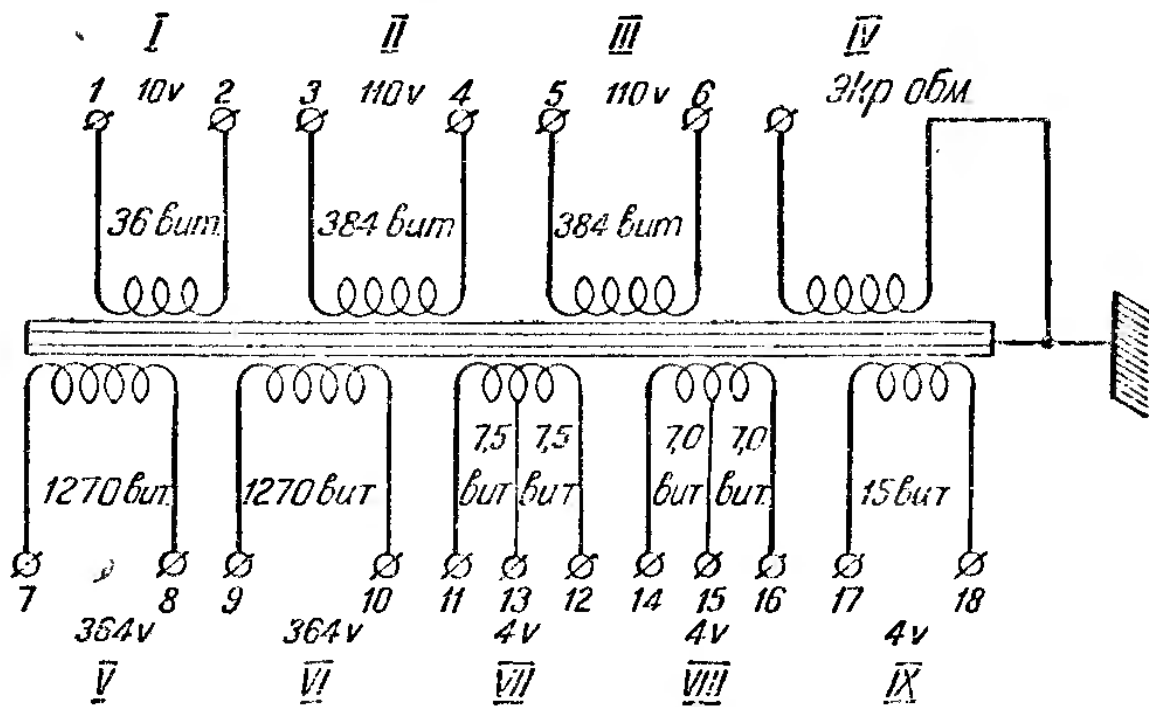 I II III IV
1 10v 2 3 110v 4 5 110v 6 Экр обм
36 вит. 384 вит 384 вит
7,5 7,5 7,0 7,0
1270 вит. 1270 вит вит вит вит вит. 15 вит
7 8 9 10 11 13 12 14 15 16 17 18
364v 364v 4v 4v 4v
V VI VII VIII IX